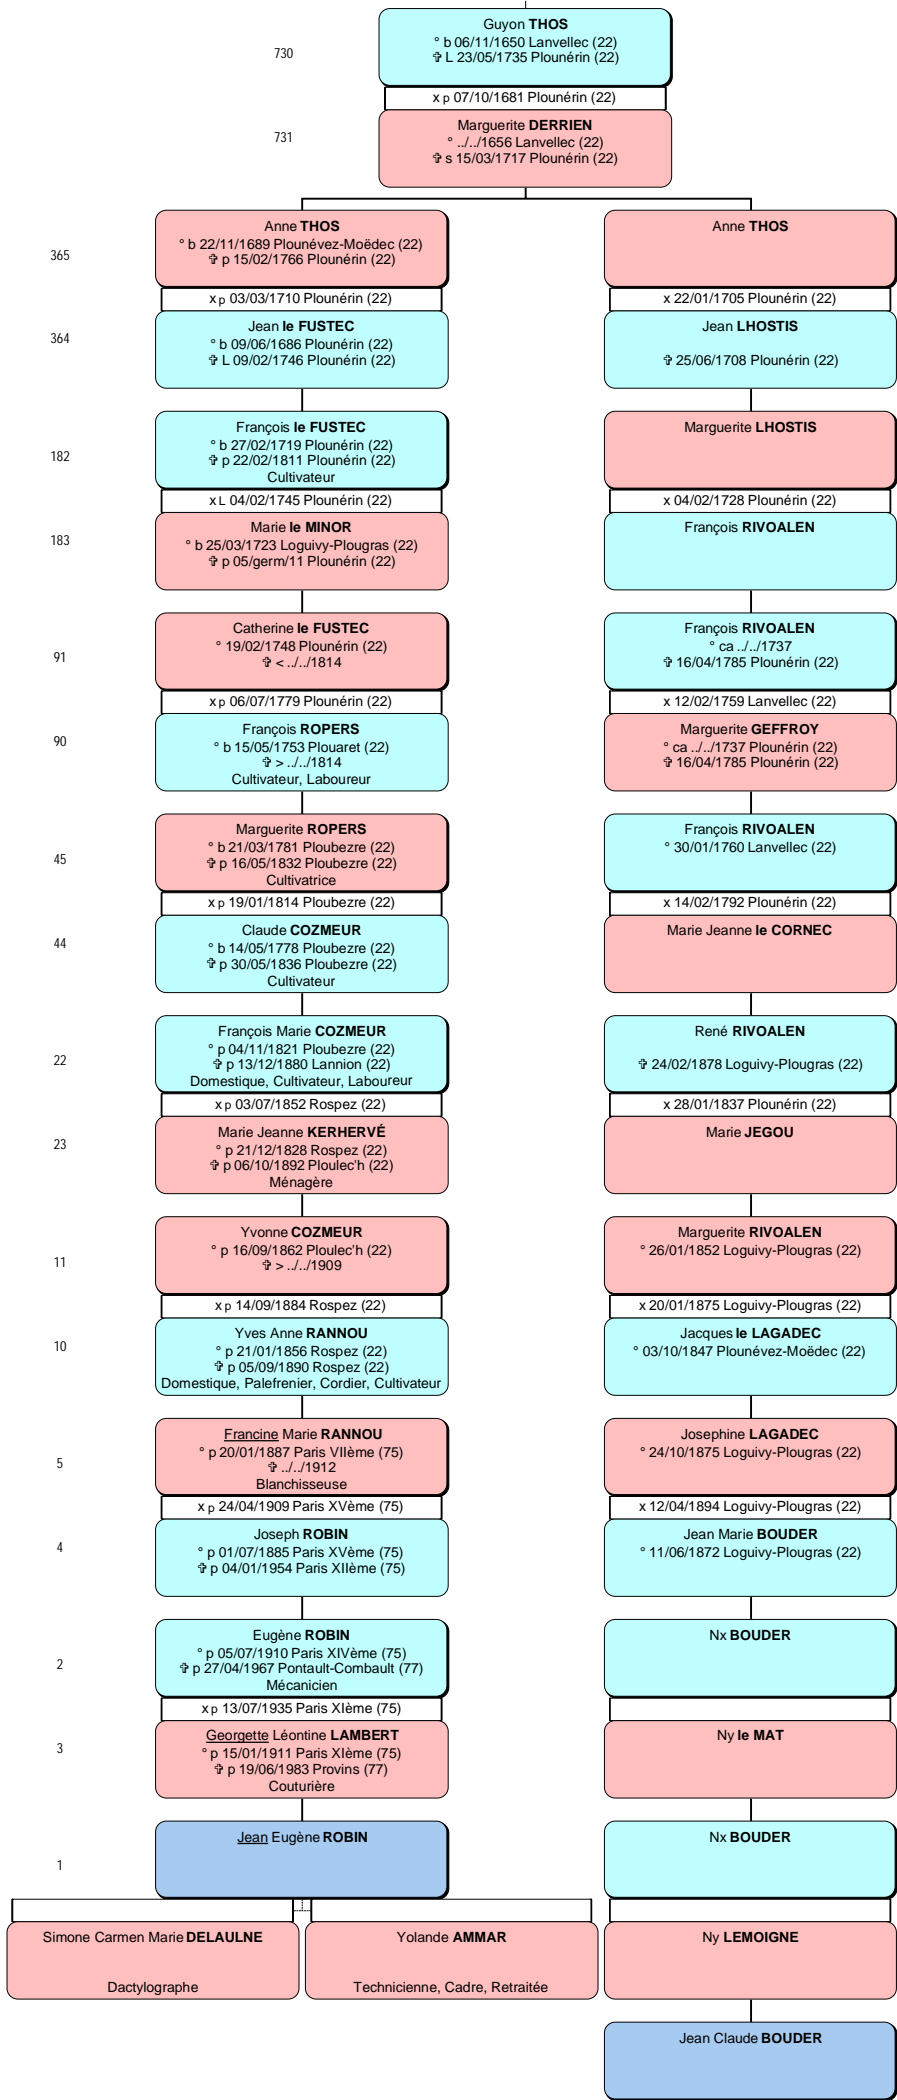 730
Guyon THOS
° b 06/11/1650 Lanvellec (22)
✞ L 23/05/1735 Plounérin (22)
x p 07/10/1681 Plounérin (22)
731
Marguerite DERRIEN
° ../../1656 Lanvellec (22)
✞ s 15/03/1717 Plounérin (22)
365
Anne THOS
° b 22/11/1689 Plounévez-Moëdec (22)
✞ p 15/02/1766 Plounérin (22)
Anne THOS
x p 03/03/1710 Plounérin (22)
x 22/01/1705 Plounérin (22)
364
Jean le FUSTEC
° b 09/06/1686 Plounérin (22)
✞ L 09/02/1746 Plounérin (22)
Jean LHOSTIS
✞ 25/06/1708 Plounérin (22)
182
François le FUSTEC
° b 27/02/1719 Plounérin (22)
✞ p 22/02/1811 Plounérin (22)
Cultivateur
Marguerite LHOSTIS
x L 04/02/1745 Plounérin (22)
x 04/02/1728 Plounérin (22)
183
Marie le MINOR
° b 25/03/1723 Loguivy-Plougras (22)
✞ p 05/germ/11 Plounérin (22)
François RIVOALEN
91
Catherine le FUSTEC
° 19/02/1748 Plounérin (22)
✞ < ../../1814
François RIVOALEN
° ca ../../1737
✞ 16/04/1785 Plounérin (22)
x p 06/07/1779 Plounérin (22)
x 12/02/1759 Lanvellec (22)
90
François ROPERS
° b 15/05/1753 Plouaret (22)
✞ > ../../1814
Cultivateur, Laboureur
Marguerite GEFFROY
° ca ../../1737 Plounérin (22)
✞ 16/04/1785 Plounérin (22)
45
Marguerite ROPERS
° b 21/03/1781 Ploubezre (22)
✞ p 16/05/1832 Ploubezre (22)
Cultivatrice
François RIVOALEN
° 30/01/1760 Lanvellec (22)
x p 19/01/1814 Ploubezre (22)
x 14/02/1792 Plounérin (22)
44
Claude COZMEUR
° b 14/05/1778 Ploubezre (22)
✞ p 30/05/1836 Ploubezre (22)
Cultivateur
Marie Jeanne le CORNEC
22
François Marie COZMEUR
° p 04/11/1821 Ploubezre (22)
✞ p 13/12/1880 Lannion (22)
Domestique, Cultivateur, Laboureur
René RIVOALEN
✞ 24/02/1878 Loguivy-Plougras (22)
x p 03/07/1852 Rospez (22)
x 28/01/1837 Plounérin (22)
23
Marie Jeanne KERHERVÉ
° p 21/12/1828 Rospez (22)
✞ p 06/10/1892 Ploulec'h (22)
Ménagère
Marie JEGOU
11
Yvonne COZMEUR
° p 16/09/1862 Ploulec'h (22)
✞ > ../../1909
Marguerite RIVOALEN
° 26/01/1852 Loguivy-Plougras (22)
x p 14/09/1884 Rospez (22)
x 20/01/1875 Loguivy-Plougras (22)
10
Yves Anne RANNOU
° p 21/01/1856 Rospez (22)
✞ p 05/09/1890 Rospez (22)
Domestique, Palefrenier, Cordier, Cultivateur
Jacques le LAGADEC
° 03/10/1847 Plounévez-Moëdec (22)
5
Francine Marie RANNOU
° p 20/01/1887 Paris VIIème (75)
✞ ../../1912
Blanchisseuse
Josephine LAGADEC
° 24/10/1875 Loguivy-Plougras (22)
x p 24/04/1909 Paris XVème (75)
x 12/04/1894 Loguivy-Plougras (22)
4
Joseph ROBIN
° p 01/07/1885 Paris XVème (75)
✞ p 04/01/1954 Paris XIIème (75)
Jean Marie BOUDER
° 11/06/1872 Loguivy-Plougras (22)
2
Eugène ROBIN
° p 05/07/1910 Paris XIVème (75)
✞ p 27/04/1967 Pontault-Combault (77)
Mécanicien
Nx BOUDER
x p 13/07/1935 Paris XIème (75)
3
Georgette Léontine LAMBERT
° p 15/01/1911 Paris XIème (75)
✞ p 19/06/1983 Provins (77)
Couturière
Ny le MAT
1
Jean Eugène ROBIN
Nx BOUDER
Simone Carmen Marie DELAULNE
Dactylographe
Yolande AMMAR
Technicienne, Cadre, Retraitée
Ny LEMOIGNE
Jean Claude BOUDER